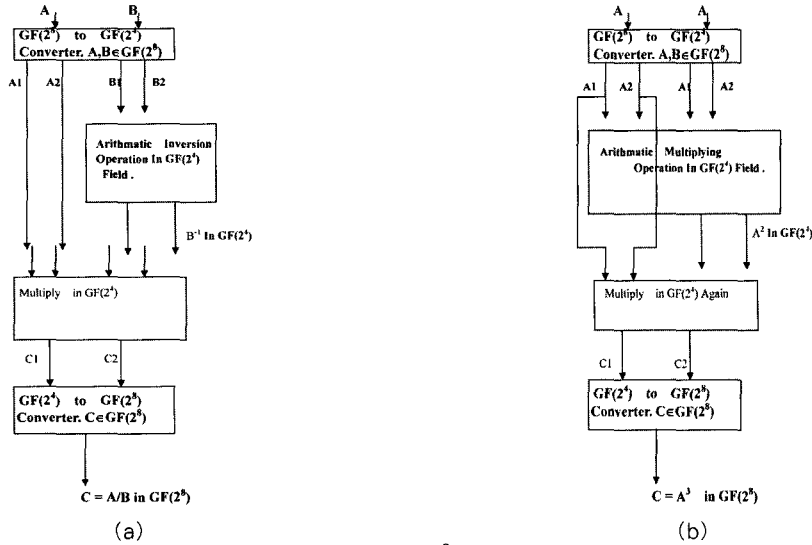 A B
GF(2⁸) to GF(2⁴)
Converter. A,B∈GF(2⁸)
A1 A2 B1 B2
Arithmatic Inversion
Operation In GF(2⁴)
Field .
B⁻¹ In GF(2⁴)
Multiply in GF(2⁴)
C1 C2
GF(2⁴) to GF(2⁸)
Converter. C∈GF(2⁸)
C = A/B in GF(2⁸)
(a)
A A
GF(2⁸) to GF(2⁴)
Converter. A,B∈GF(2⁸)
A1 A2 A1 A2
Arithmatic Multiplying
Operation In GF(2⁴) Field .
A² In GF(2⁴)
Multiply in GF(2⁴) Again
C1 C2
GF(2⁴) to GF(2⁸)
Converter. C∈GF(2⁸)
C = A³ in GF(2⁸)
(b)